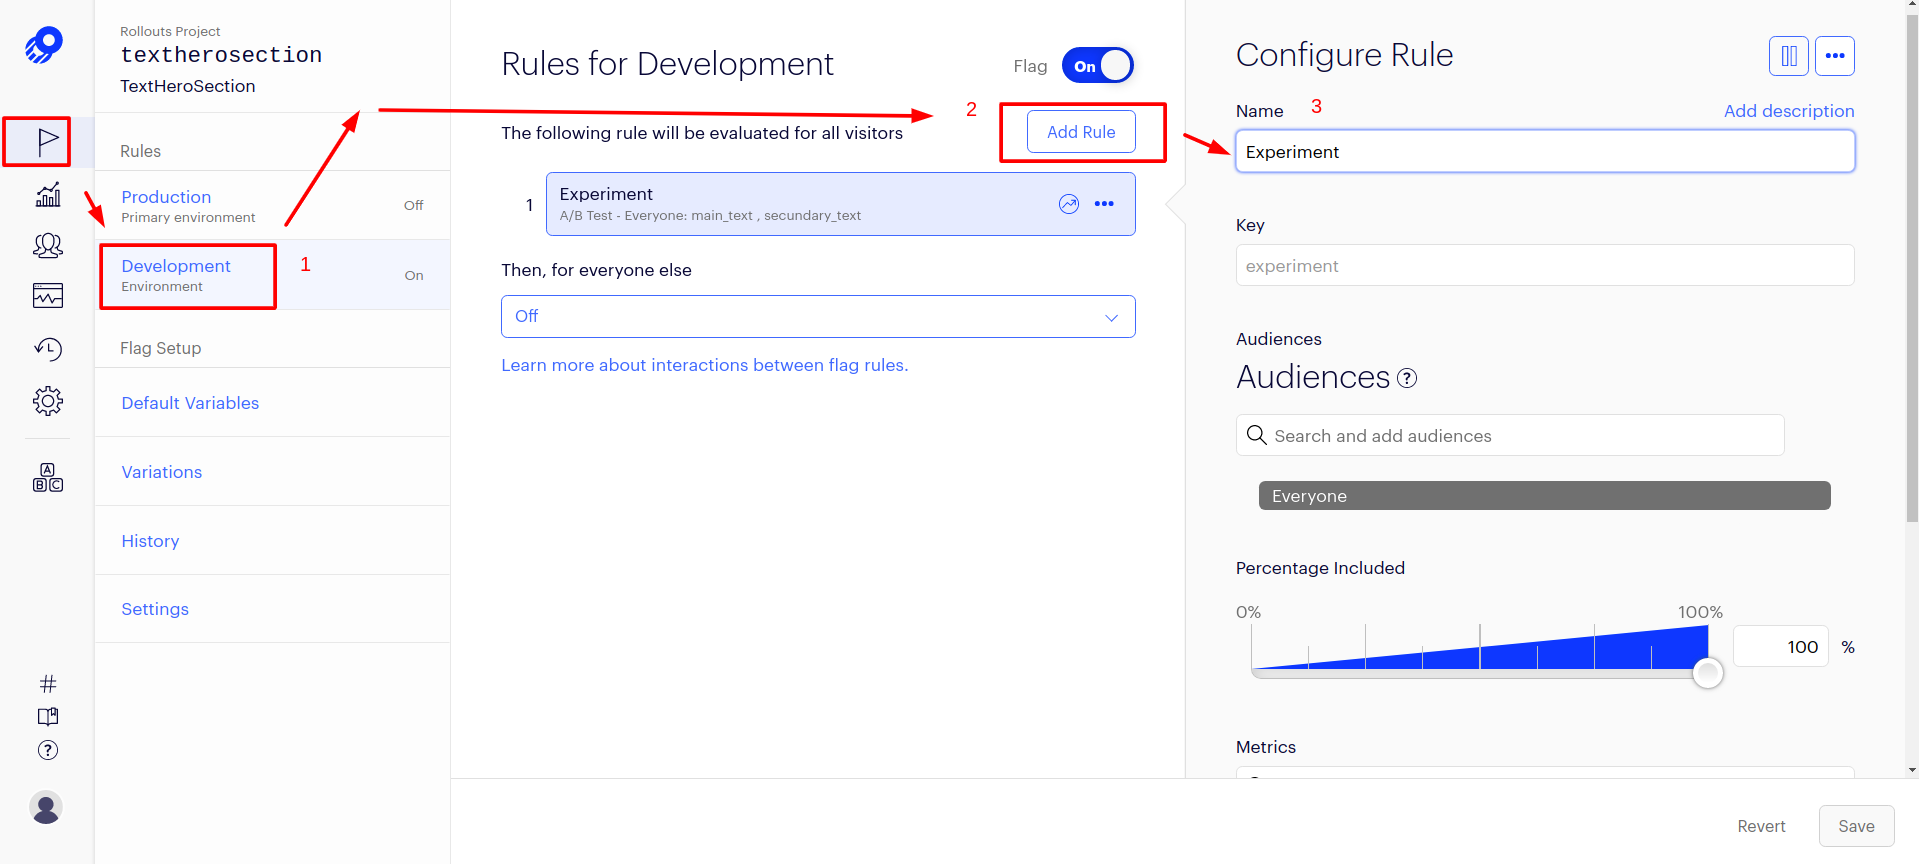 Rollouts Project
textherosection
TextHeroSection
Rules
Production
Primary environment
Off
Development
Environment
On
1
Flag Setup
Default Variables
Variations
History
Settings
A
B C
#
?
Rules for Development
Flag
On
The following rule will be evaluated for all visitors
2
Add Rule
1
Experiment
A/B Test - Everyone: main_text , secundary_text
Then, for everyone else
Off
Learn more about interactions between flag rules.
Configure Rule
Name
3
Add description
Experiment
Key
experiment
Audiences
Audiences ?
Search and add audiences
Everyone
Percentage Included
0%
100%
100 %
Metrics
Revert
Save